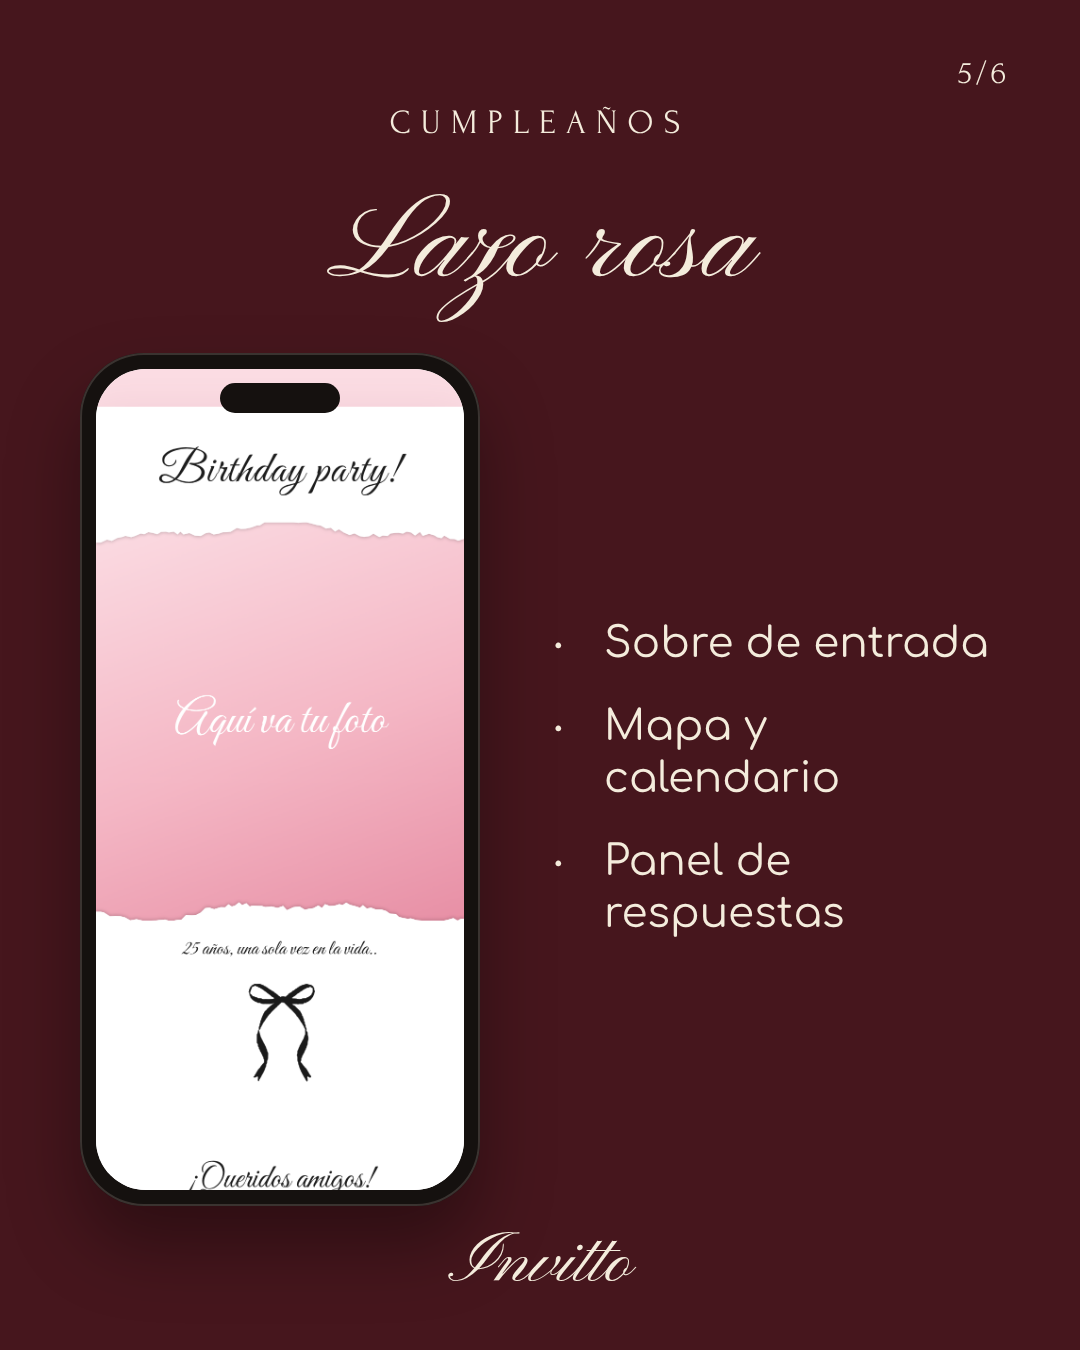 5/6
CUMPLEAÑOS
Lazo rosa
Birthday party!
Aquí va tu foto
25 años, una sola vez en la vida..
¡Queridos amigos!
· Sobre de entrada
· Mapa y
calendario
· Panel de
respuestas
Invitto